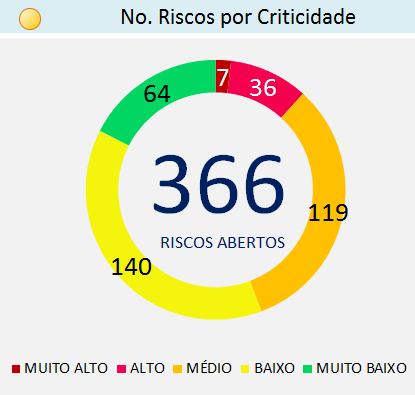 No. Riscos por Criticidade
7
36
64
366
119
RISCOS ABERTOS
140
MUITO ALTO ALTO MÉDIO BAIXO MUITO BAIXO